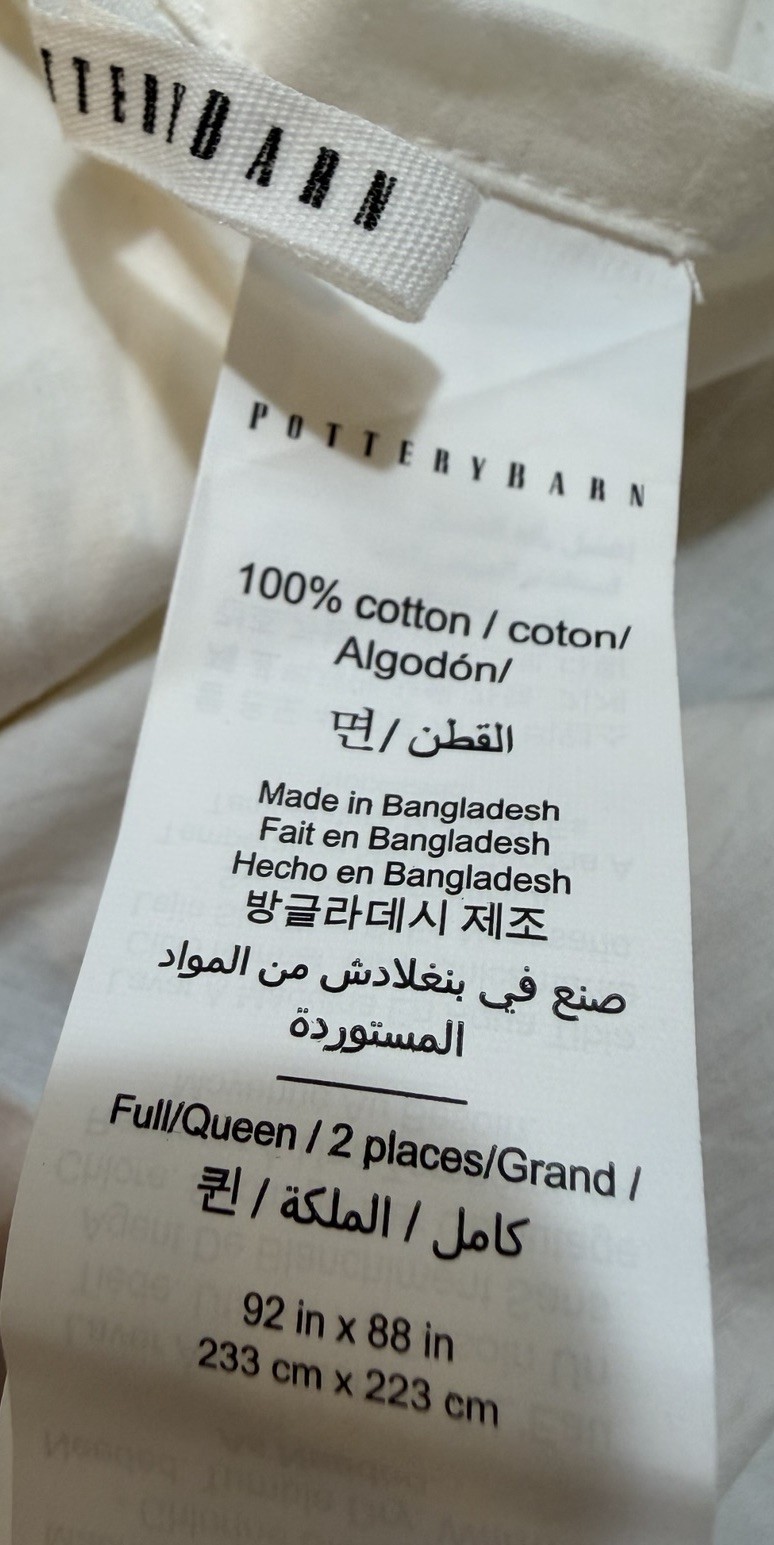 TTERYBARN
POTTERYBARN
100% cotton / coton/
Algodón/
면/ القطن
Made in Bangladesh
Fait en Bangladesh
Hecho en Bangladesh
방글라데시 제조
صنع في بنغلادش من المواد
المستوردة
Full/Queen / 2 places/Grand /
퀸 / الملكة / كامل
92 in x 88 in
233 cm x 223 cm